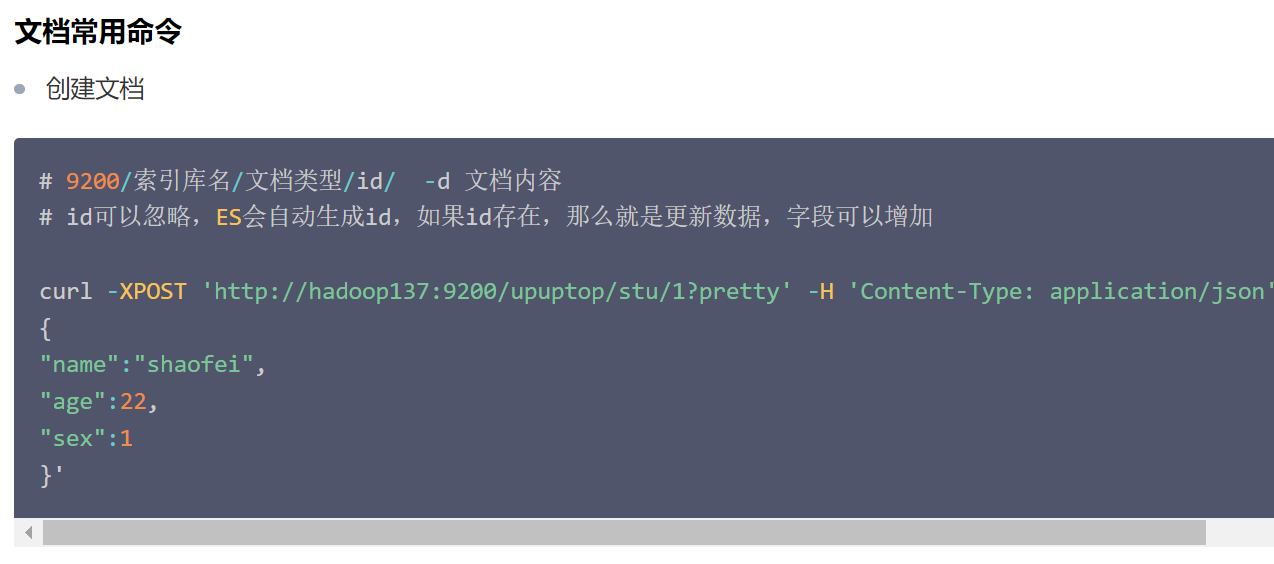 文档常用命令
创建文档
# 9200/索引库名/文档类型/id/  -d 文档内容
# id可以忽略，ES会自动生成id，如果id存在，那么就是更新数据，字段可以增加
curl -XPOST 'http://hadoop137:9200/upuptop/stu/1?pretty' -H 'Content-Type: application/json'
{
"name":"shaofei",
"age":22,
"sex":1
}'